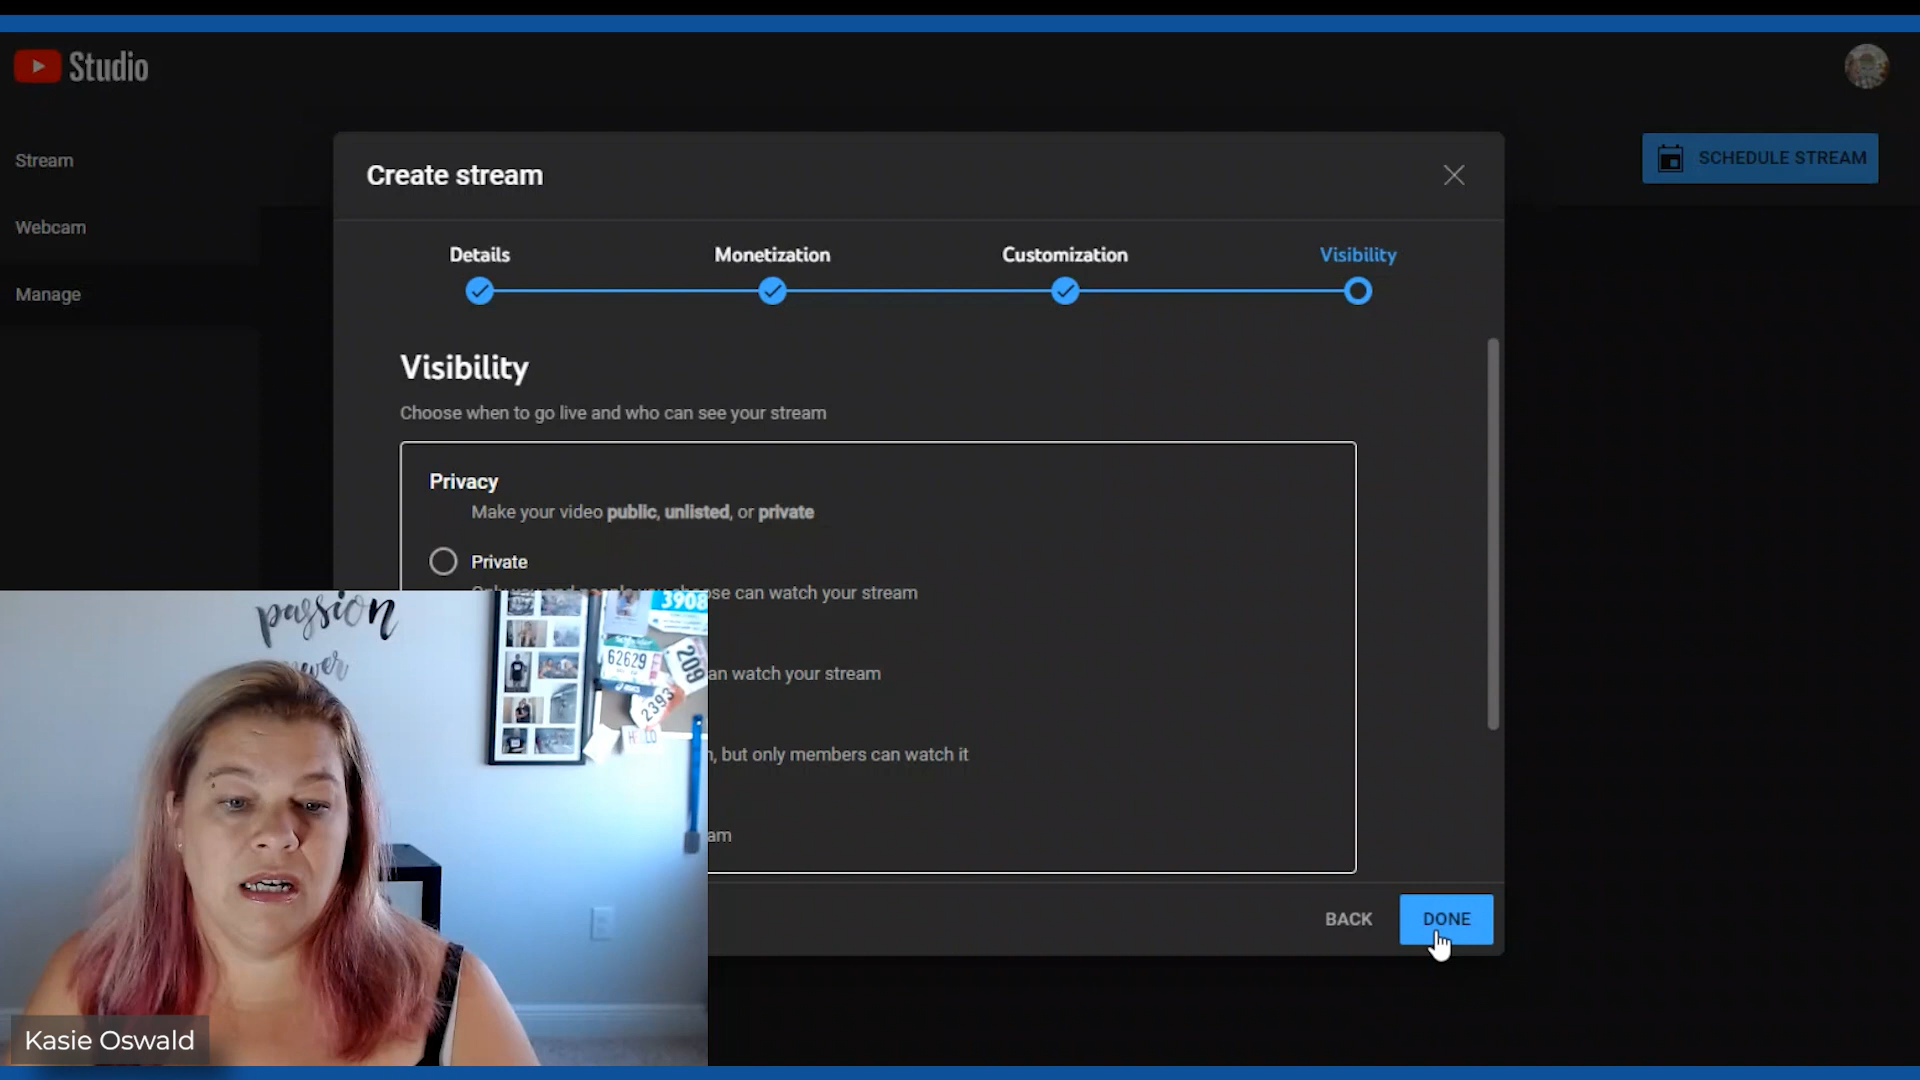 Studio
SCHEDULE STREAM
Stream
Webcam
Manage
Create stream
Details
Monetization
Customization
Visibility
Visibility
Choose when to go live and who can see your stream
Privacy
Make your video public, unlisted, or private
Private
can watch your stream
can watch your stream
, but only members can watch it
am
BACK
DONE
passion
3908
62629
209
2393
Kasie Oswald